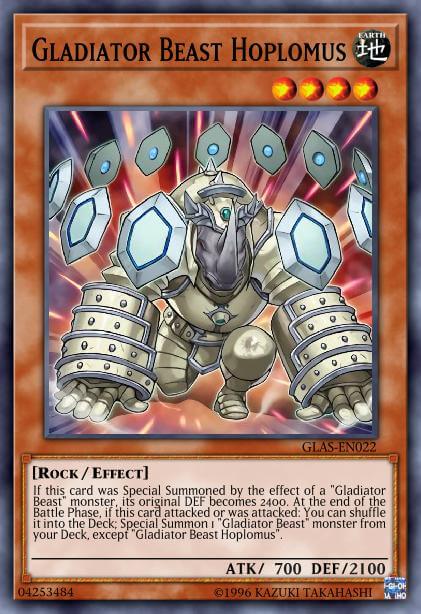 Gladiator Beast Hoplomus
EARTH
地
GLAS-EN022
[Rock / Effect]
If this card was Special Summoned by the effect of a "Gladiator
Beast" monster, its original DEF becomes 2400. At the end of the
Battle Phase, if this card attacked or was attacked: You can shuffle
it into the Deck; Special Summon 1 "Gladiator Beast" monster from
your Deck, except "Gladiator Beast Hoplomus".
ATK/ 700 DEF/2100
04253484
©1996 KAZUKI TAKAHASHI